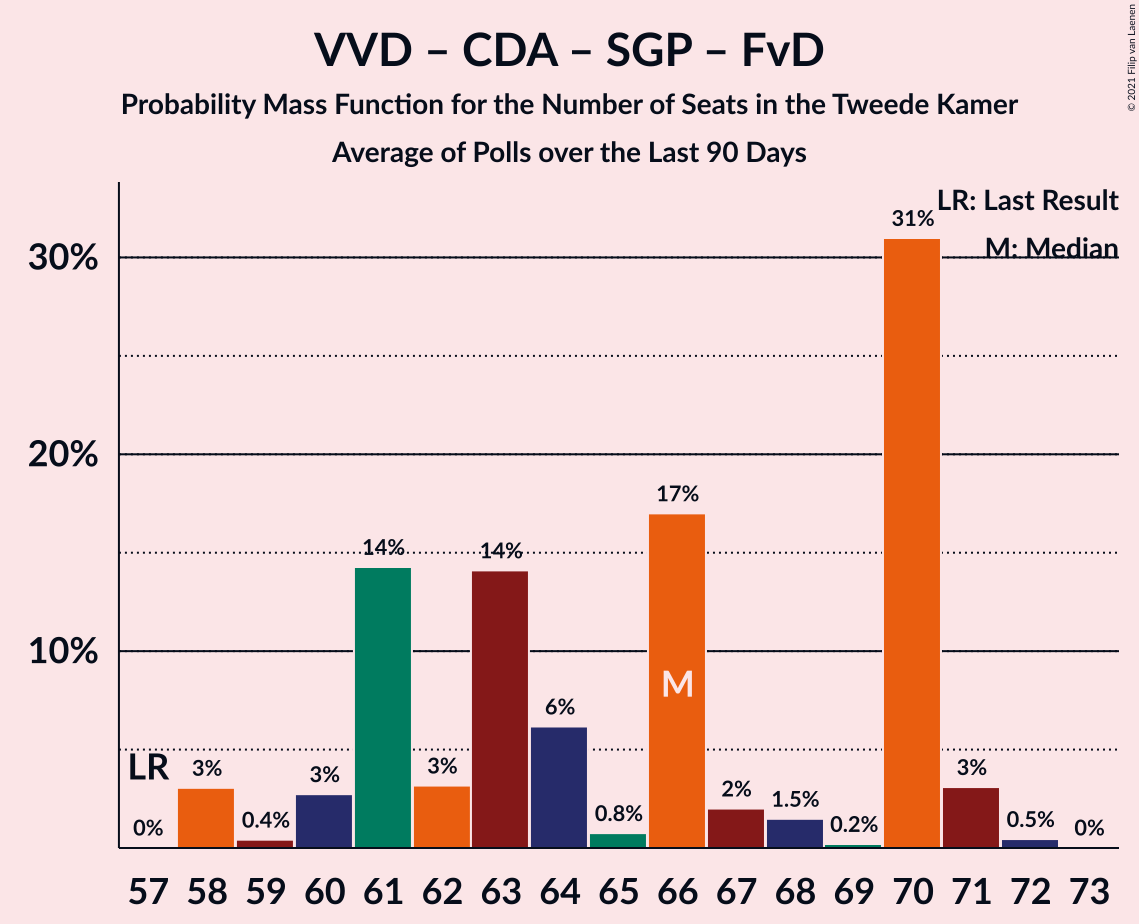 VVD – CDA – SGP – FvD
Probability Mass Function for the Number of Seats in the Tweede Kamer
Average of Polls over the Last 90 Days
© 2021 Filip van Laenen
LR: Last Result
M: Median
30%
20%
10%
LR
0%
3%
0.4%
3%
14%
3%
14%
6%
0.8%
17%
M
2%
1.5%
0.2%
31%
3%
0.5%
0%
57 58 59 60 61 62 63 64 65 66 67 68 69 70 71 72 73